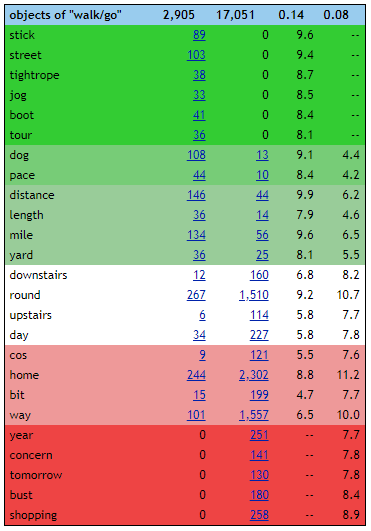 objects of "walk/go" 2,905 17,051 0.14 0.08
stick 89 0 9.6 --
street 103 0 9.4 --
tightrope 38 0 8.7 --
jog 33 0 8.5 --
boot 41 0 8.4 --
tour 36 0 8.1 --
dog 108 13 9.1 4.4
pace 44 10 8.4 4.2
distance 146 44 9.9 6.2
length 36 14 7.9 4.6
mile 134 56 9.6 6.5
yard 36 25 8.1 5.5
downstairs 12 160 6.8 8.2
round 267 1,510 9.2 10.7
upstairs 6 114 5.8 7.7
day 34 227 5.8 7.8
cos 9 121 5.5 7.6
home 244 2,302 8.8 11.2
bit 15 199 4.7 7.7
way 101 1,557 6.5 10.0
year 0 251 -- 7.7
concern 0 141 -- 7.8
tomorrow 0 130 -- 7.8
bust 0 180 -- 8.4
shopping 0 258 -- 8.9